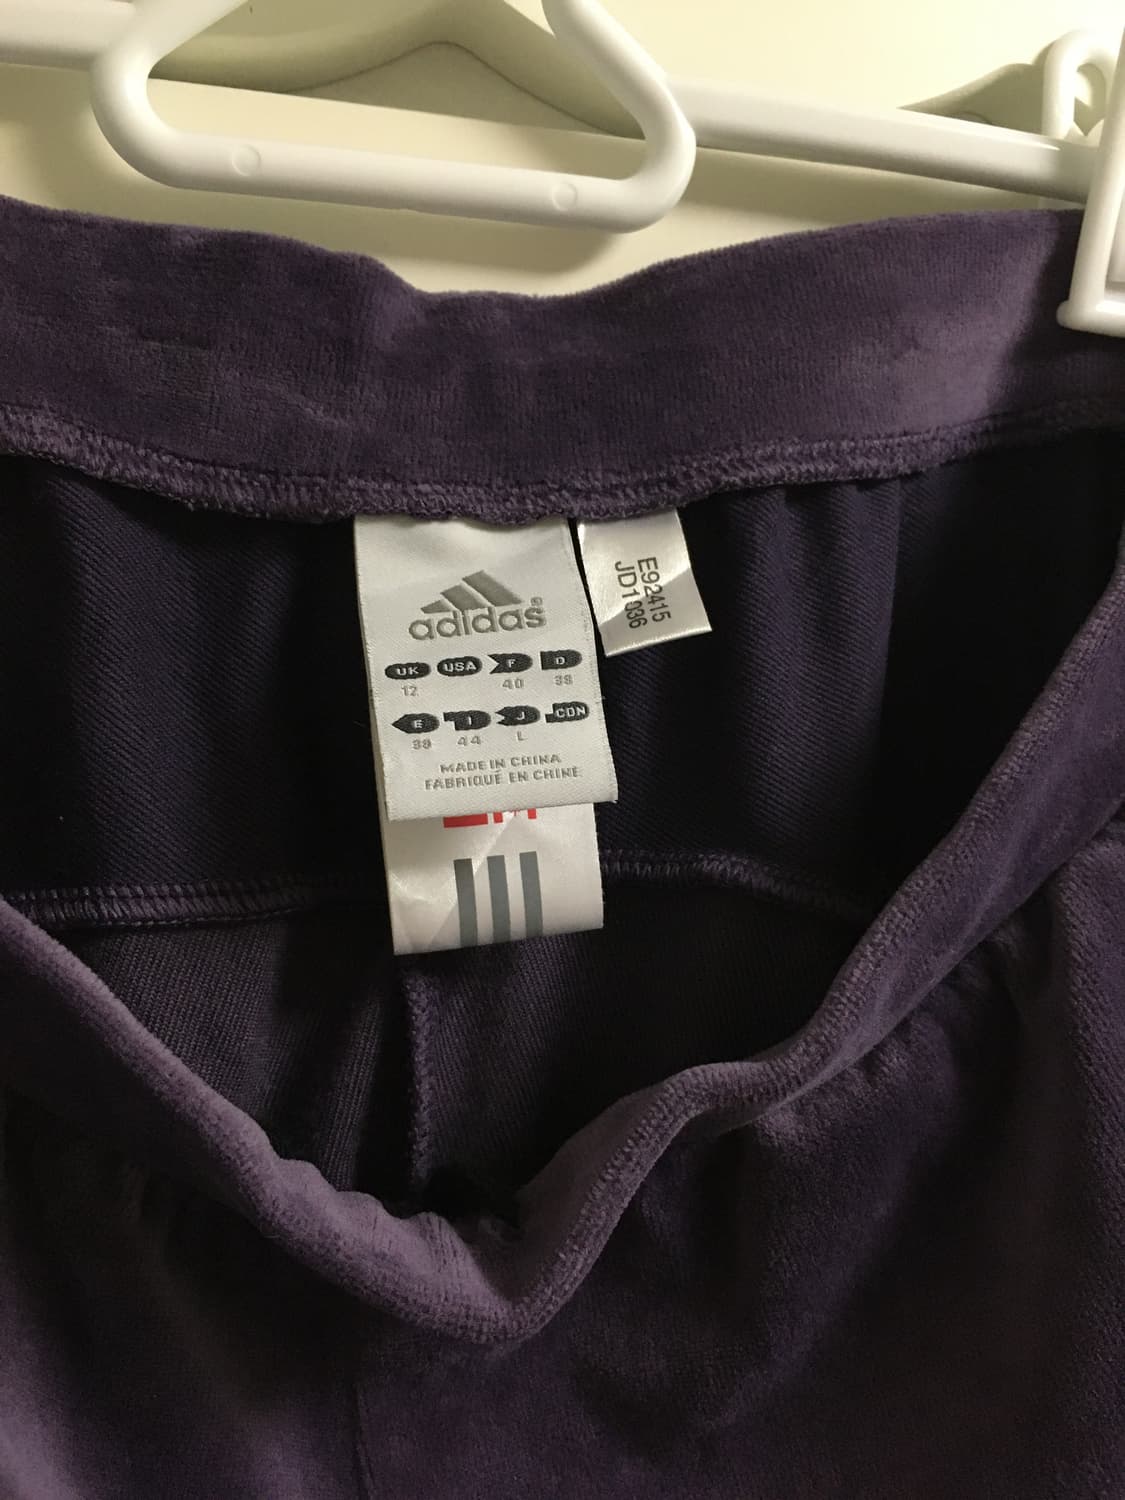 adidas®
UK USA F D
12 40 38
E I J CDN
38 44 L
MADE IN CHINA
FABRIQUÉ EN CHINE
E92415
JD1036